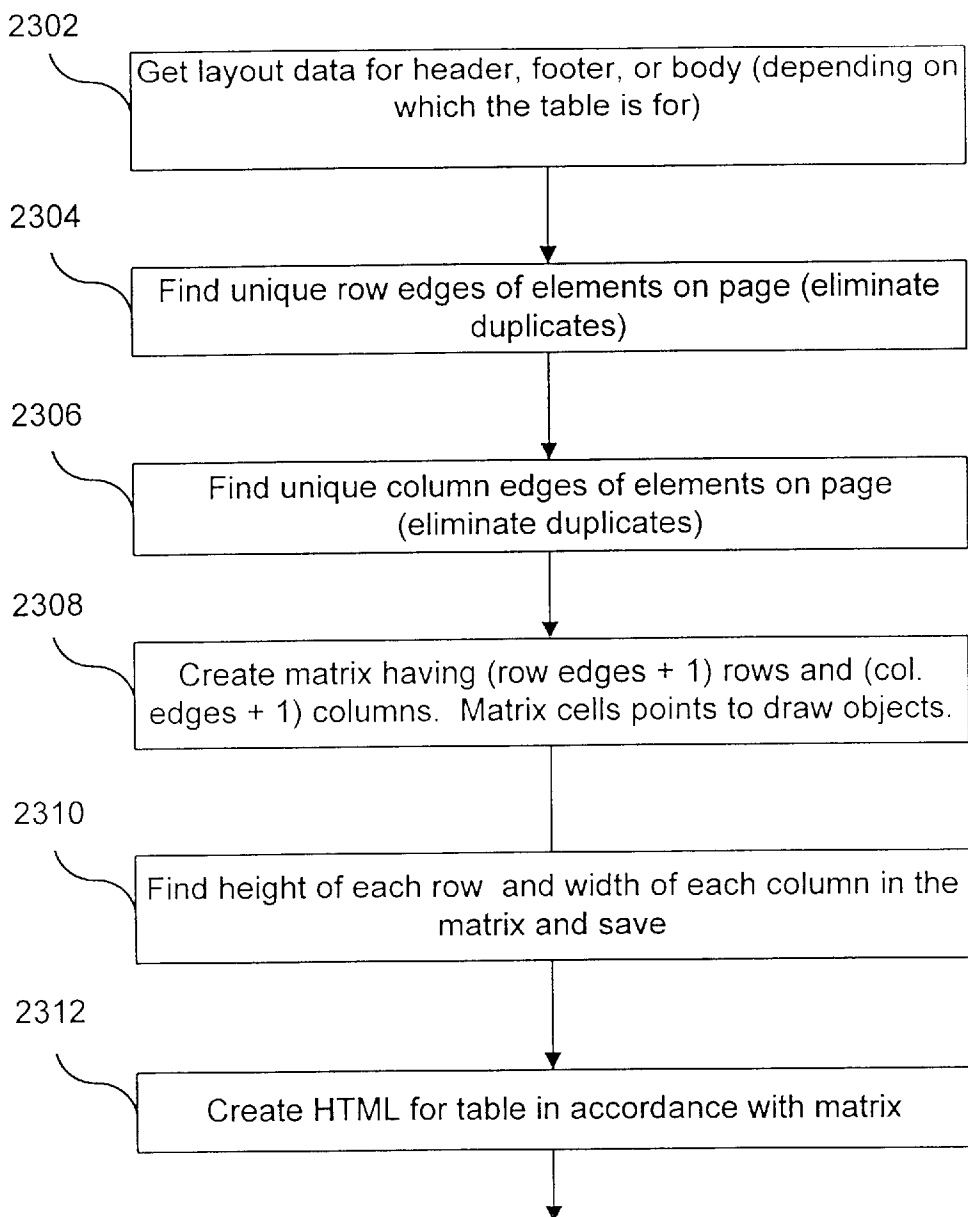 2302
Get layout data for header, footer, or body (depending on
which the table is for)
2304
Find unique row edges of elements on page (eliminate
duplicates)
2306
Find unique column edges of elements on page
(eliminate duplicates)
2308
Create matrix having (row edges + 1) rows and (col.
edges + 1) columns.  Matrix cells points to draw objects.
2310
Find height of each row  and width of each column in the
matrix and save
2312
Create HTML for table in accordance with matrix